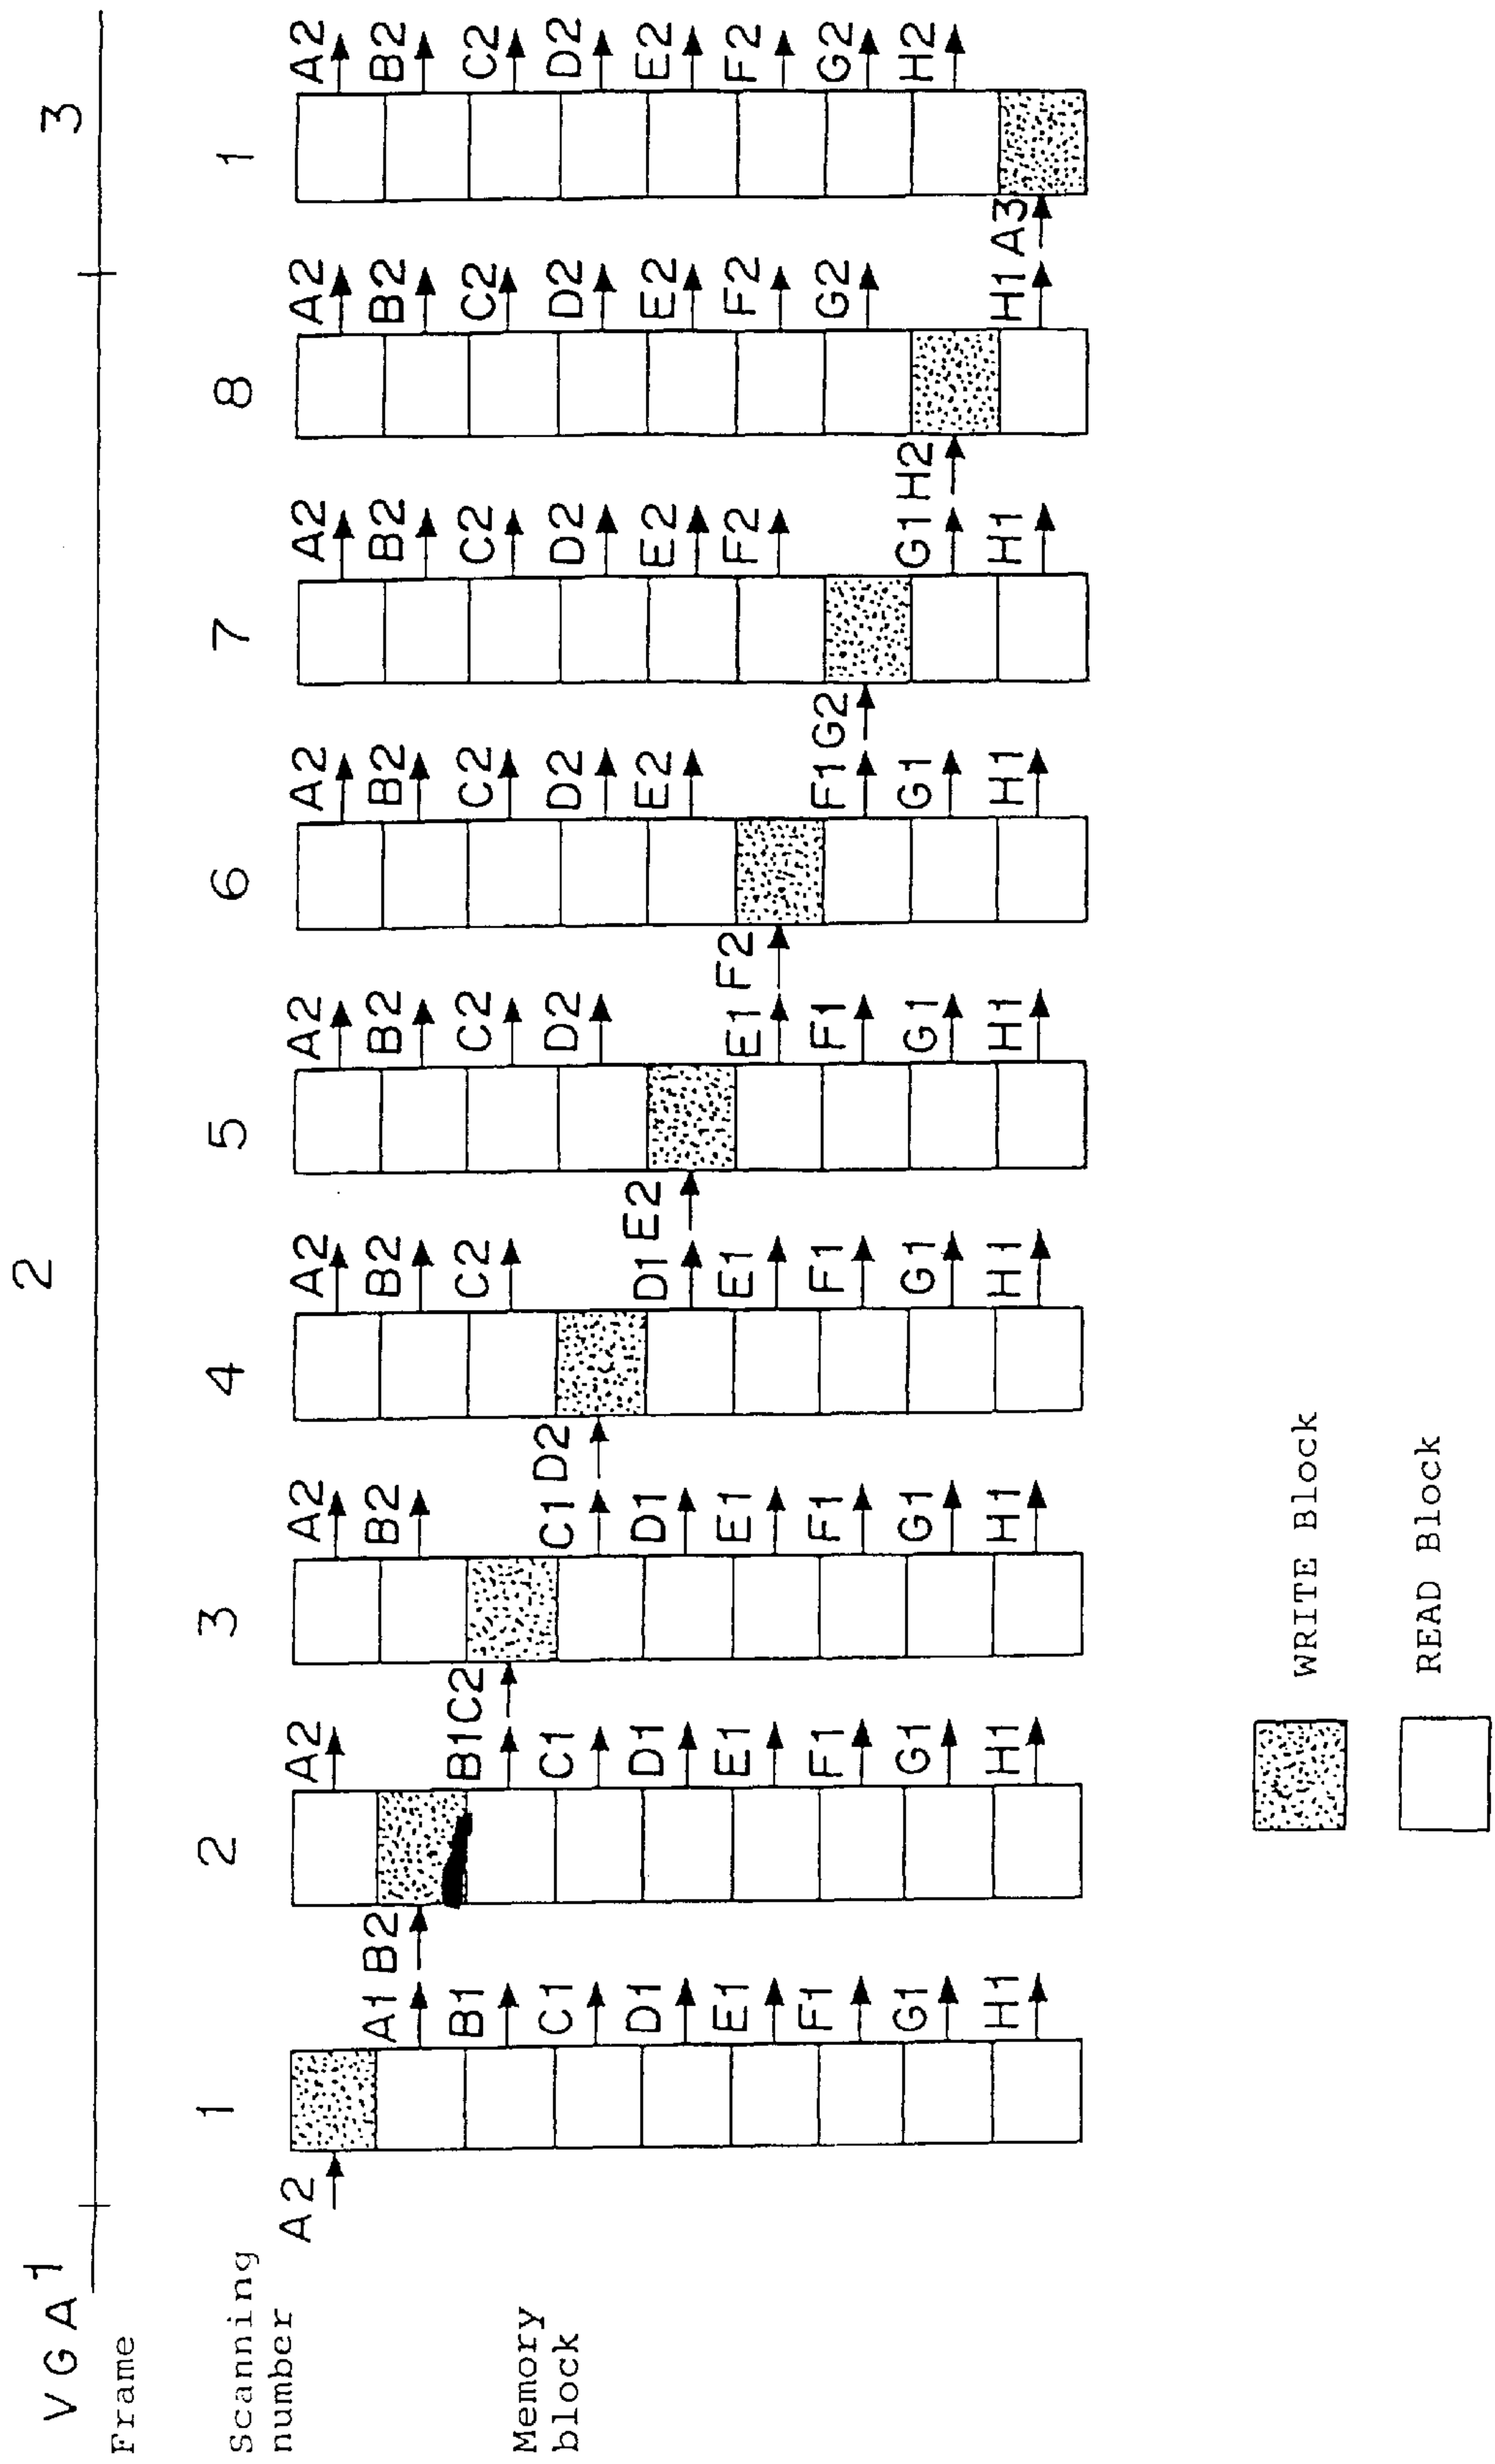 VGA 1 2 3
Frame
Scanning
number
1 2 3 4 5 6 7 8 1
Memory
block
A2 A2 A2 A2 A2 A2 A2 A2 A2
A1 B2 B2 B2 B2 B2 B2 B2 B2
B1 B1 C2 C2 C2 C2 C2 C2 C2
C1 C1 C1 D2 D2 D2 D2 D2 D2
D1 D1 D1 D1 E2 E2 E2 E2 E2
E1 E1 E1 E1 E1 F2 F2 F2 F2
F1 F1 F1 F1 F1 F1 G2 G2 G2
G1 G1 G1 G1 G1 G1 G1 H2 H2
H1 H1 H1 H1 H1 H1 H1 H1 A3
WRITE Block
READ Block